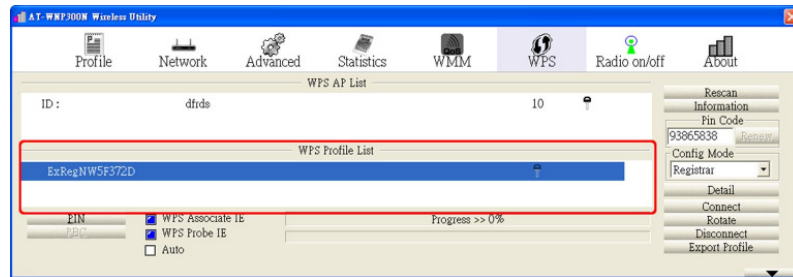 AT-WNP300N Wireless Utility
Profile Network Advanced Statistics WMM WPS Radio on/off About
QoS
WPS AP List
ID : dfrds 10
Rescan
Information
Pin Code
93865838 Renew
WPS Profile List
ExRegNW5F372D
Config Mode
Registrar
Detail
Connect
Rotate
Disconnect
Export Profile
PIN WPS Associate IE Progress >> 0%
PBC WPS Probe IE
Auto